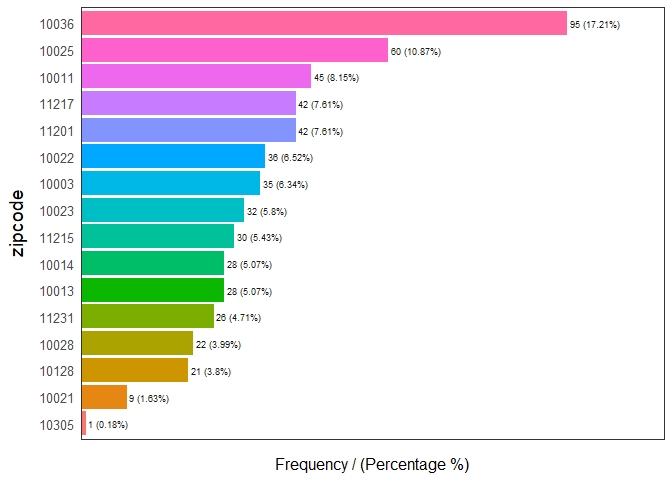 10036 95 (17.21%)
10025 60 (10.87%)
10011 45 (8.15%)
11217 42 (7.61%)
11201 42 (7.61%)
10022 36 (6.52%)
10003 35 (6.34%)
10023 32 (5.8%)
11215 30 (5.43%)
10014 28 (5.07%)
10013 28 (5.07%)
11231 26 (4.71%)
10028 22 (3.99%)
10128 21 (3.8%)
10021 9 (1.63%)
10305 1 (0.18%)
zipcode
Frequency / (Percentage %)